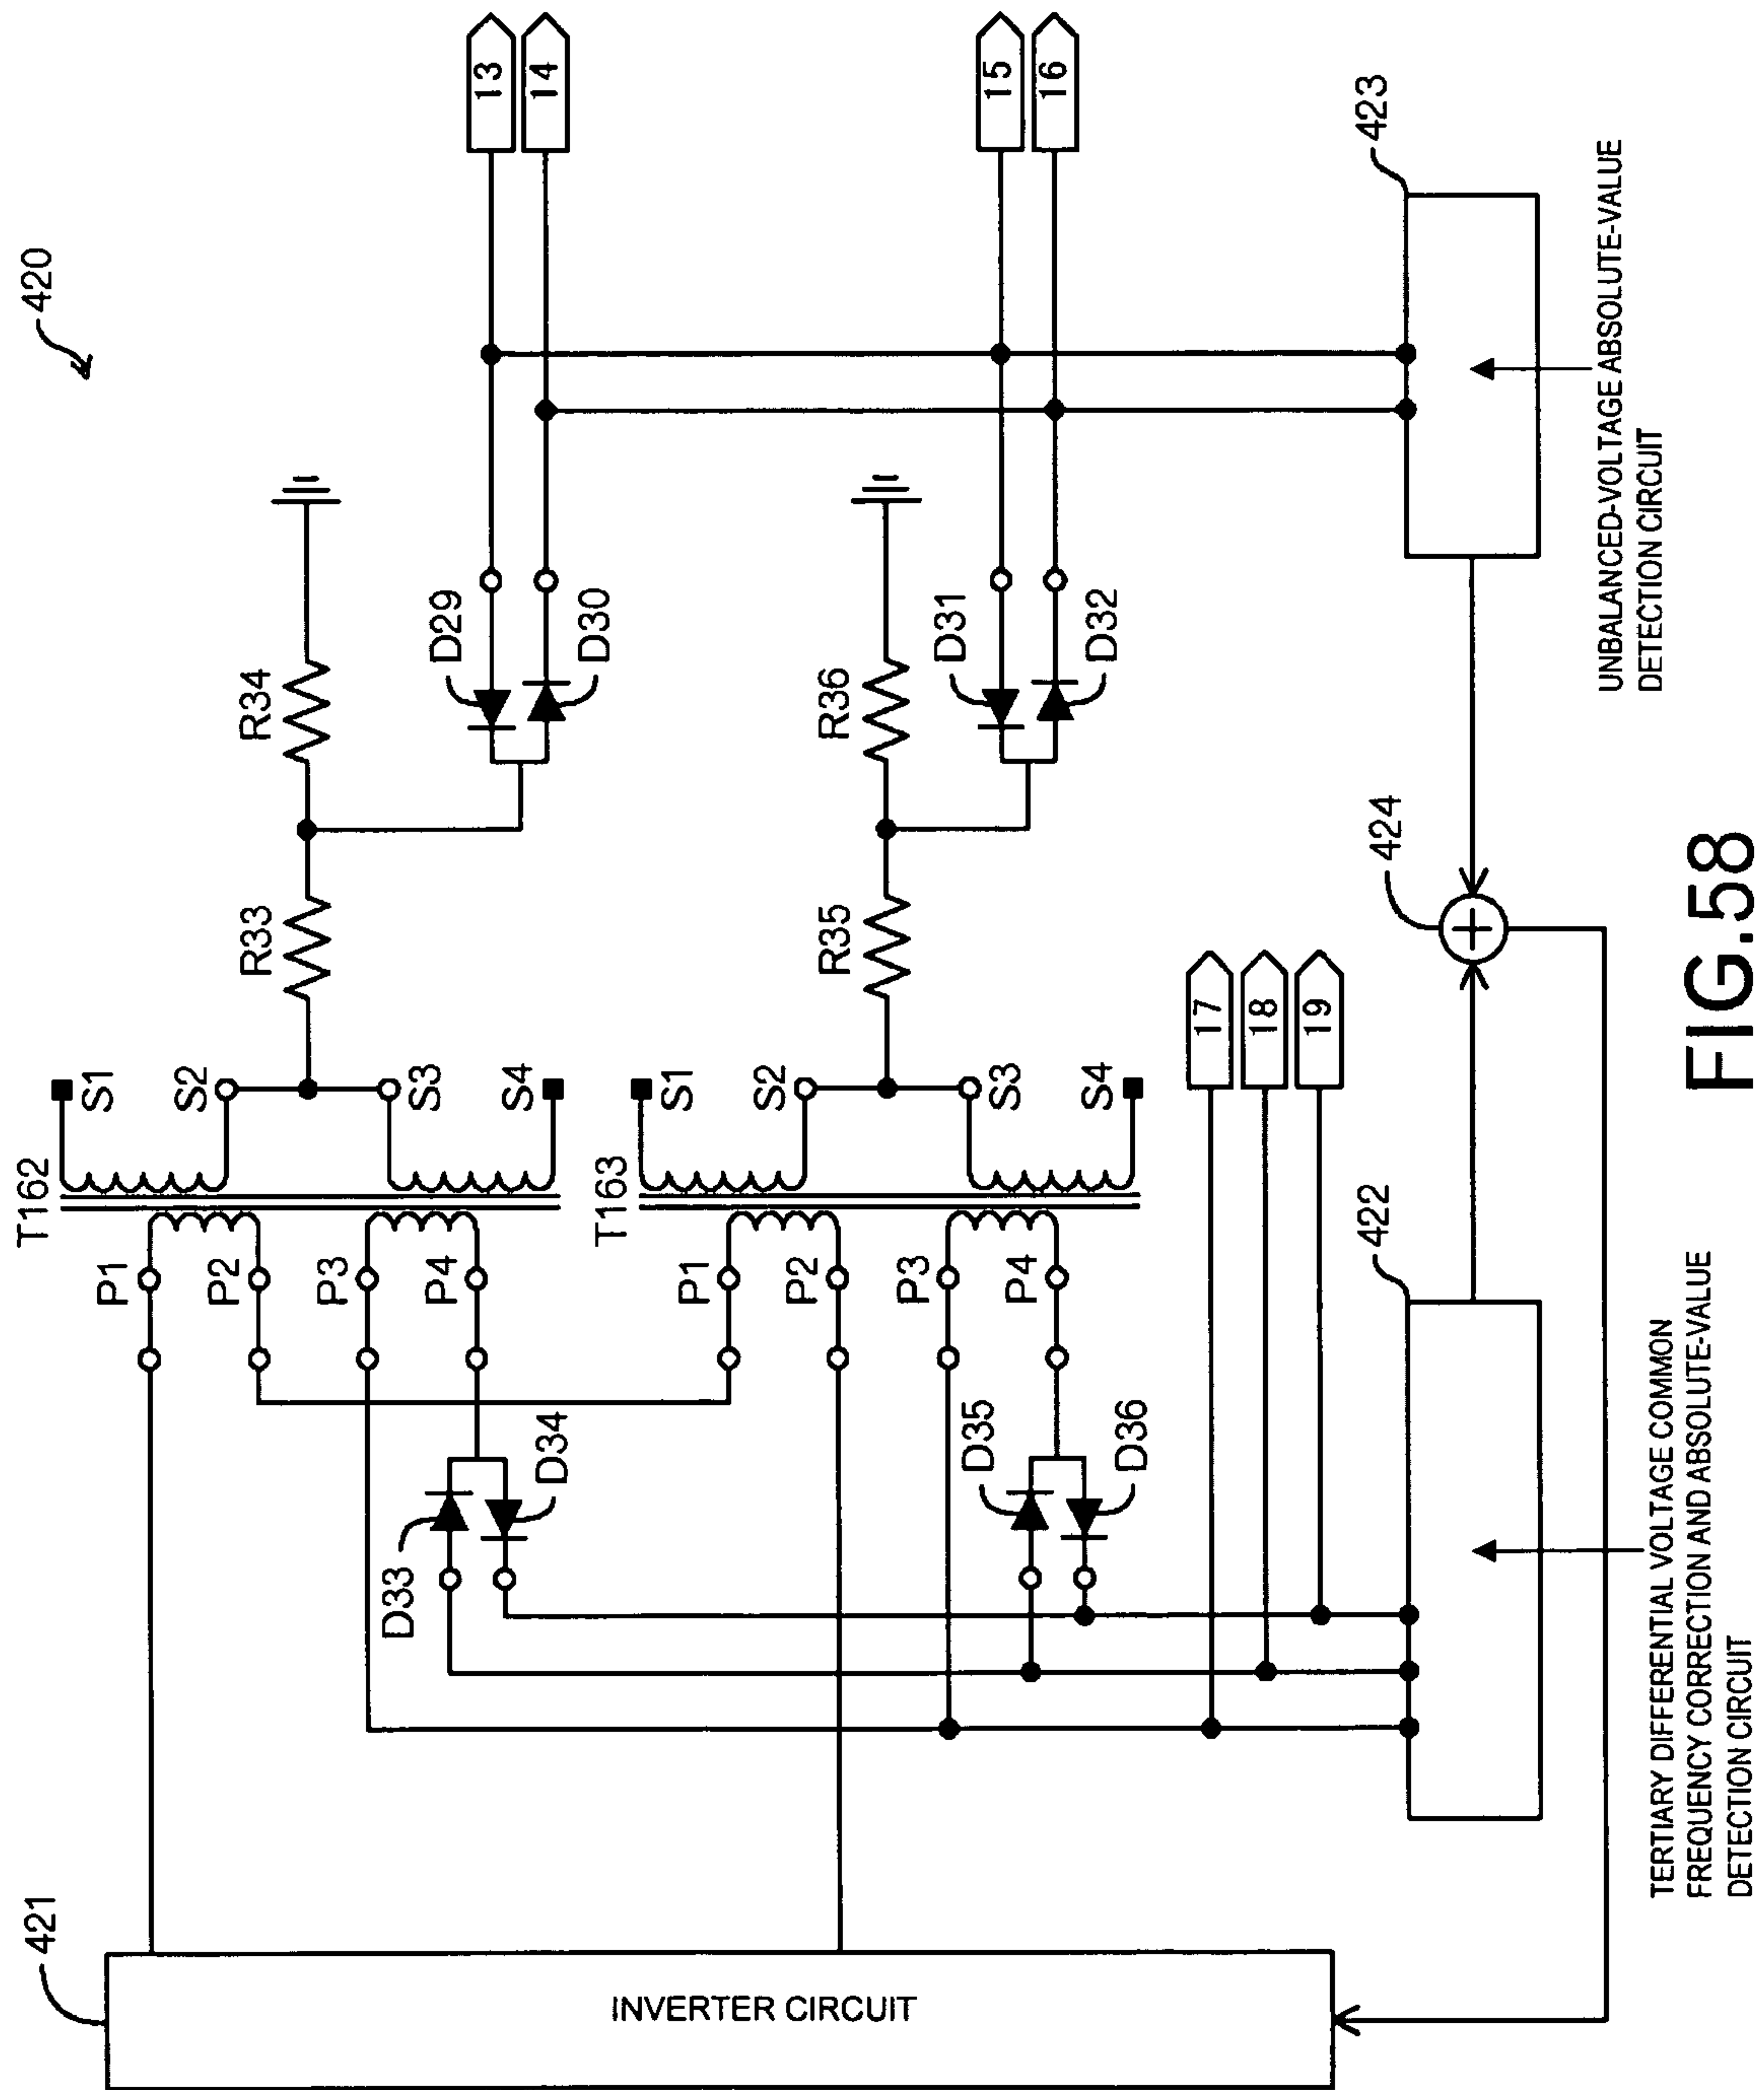 420
421
INVERTER CIRCUIT
T162
P1
P2
P3
P4
S1
S2
S3
S4
R33
R34
D29
D30
13
14
D33
D34
T163
P1
P2
P3
P4
S1
S2
S3
S4
R35
R36
D31
D32
15
16
D35
D36
17
18
19
422
TERTIARY DIFFERENTIAL VOLTAGE COMMON
FREQUENCY CORRECTION AND ABSOLUTE-VALUE
DETECTION CIRCUIT
424
+
423
UNBALANCED-VOLTAGE ABSOLUTE-VALUE
DETECTION CIRCUIT
FIG.58